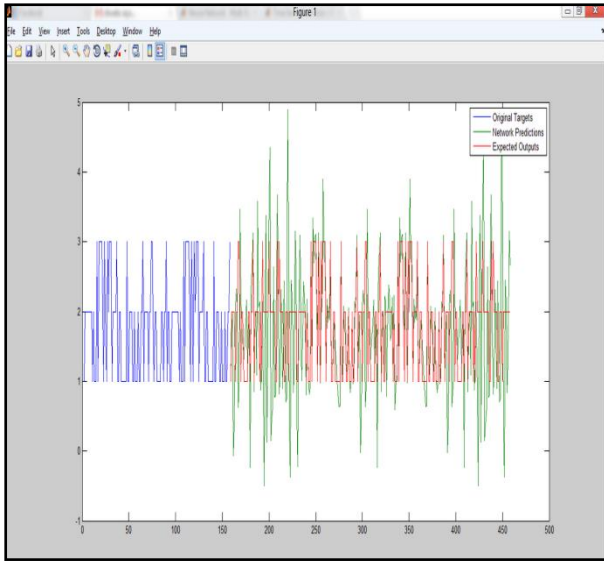 Figure 1
File Edit View Insert Tools Desktop Window Help
5
4
3
2
1
0
-1
0 50 100 150 200 250 300 350 400 450 500
Original Targets
Network Predictions
Expected Outputs